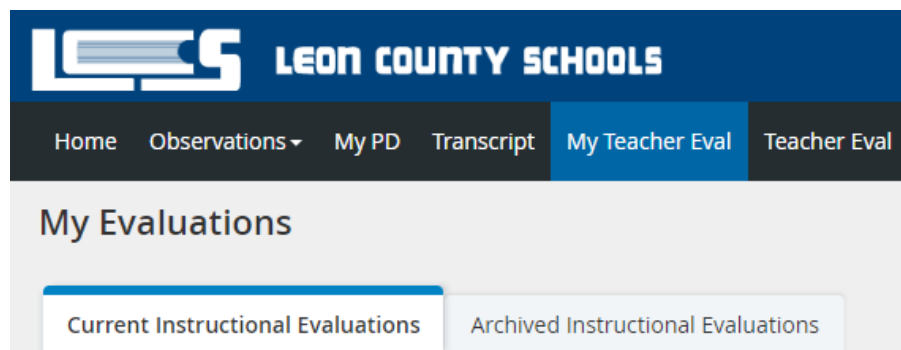 LCS LEON COUNTY SCHOOLS
Home Observations My PD Transcript My Teacher Eval Teacher Eval
My Evaluations
Current Instructional Evaluations Archived Instructional Evaluations